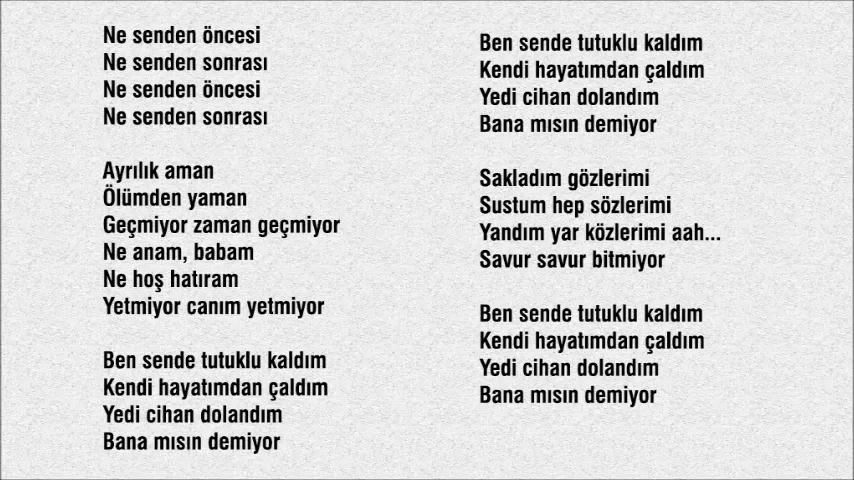 Ne senden öncesi
Ne senden sonrası
Ne senden öncesi
Ne senden sonrası
Ayrılık aman
Ölümden yaman
Geçmiyor zaman geçmiyor
Ne anam, babam
Ne hoş hatıram
Yetmiyor canım yetmiyor
Ben sende tutuklu kaldım
Kendi hayatımdan çaldım
Yedi cihan dolandım
Bana mısın demiyor
Ben sende tutuklu kaldım
Kendi hayatımdan çaldım
Yedi cihan dolandım
Bana mısın demiyor
Sakladım gözlerimi
Sustum hep sözlerimi
Yandım yar közlerimi aah...
Savur savur bitmiyor
Ben sende tutuklu kaldım
Kendi hayatımdan çaldım
Yedi cihan dolandım
Bana mısın demiyor